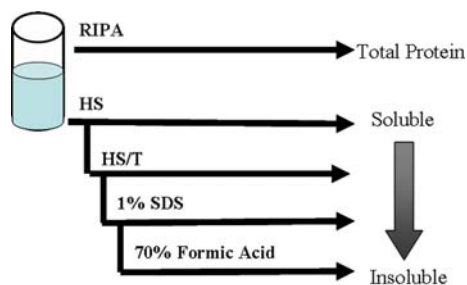 RIPA
Total Protein
HS
Soluble
HS/T
1% SDS
70% Formic Acid
Insoluble